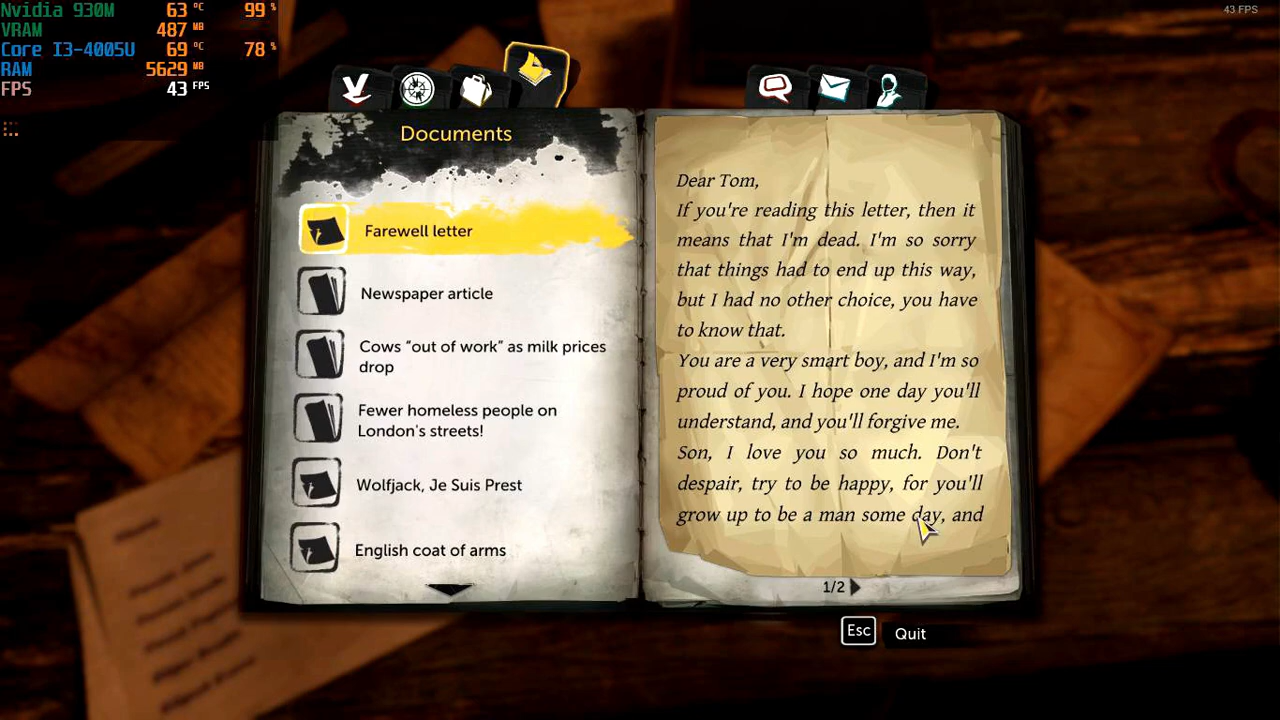 Nvidia 930M 63 °C 99 %
VRAM 487 MB
Core I3-4005U 69 °C 78 %
RAM 5629 MB
FPS 43 FPS
43 FPS
Documents
Farewell letter
Newspaper article
Cows “out of work” as milk prices
drop
Fewer homeless people on
London's streets!
Wolfjack, Je Suis Prest
English coat of arms
Dear Tom,
If you're reading this letter, then it
means that I'm dead. I'm so sorry
that things had to end up this way,
but I had no other choice, you have
to know that.
You are a very smart boy, and I'm so
proud of you. I hope one day you'll
understand, and you'll forgive me.
Son, I love you so much. Don't
despair, try to be happy, for you'll
grow up to be a man some day, and
1/2
Esc Quit